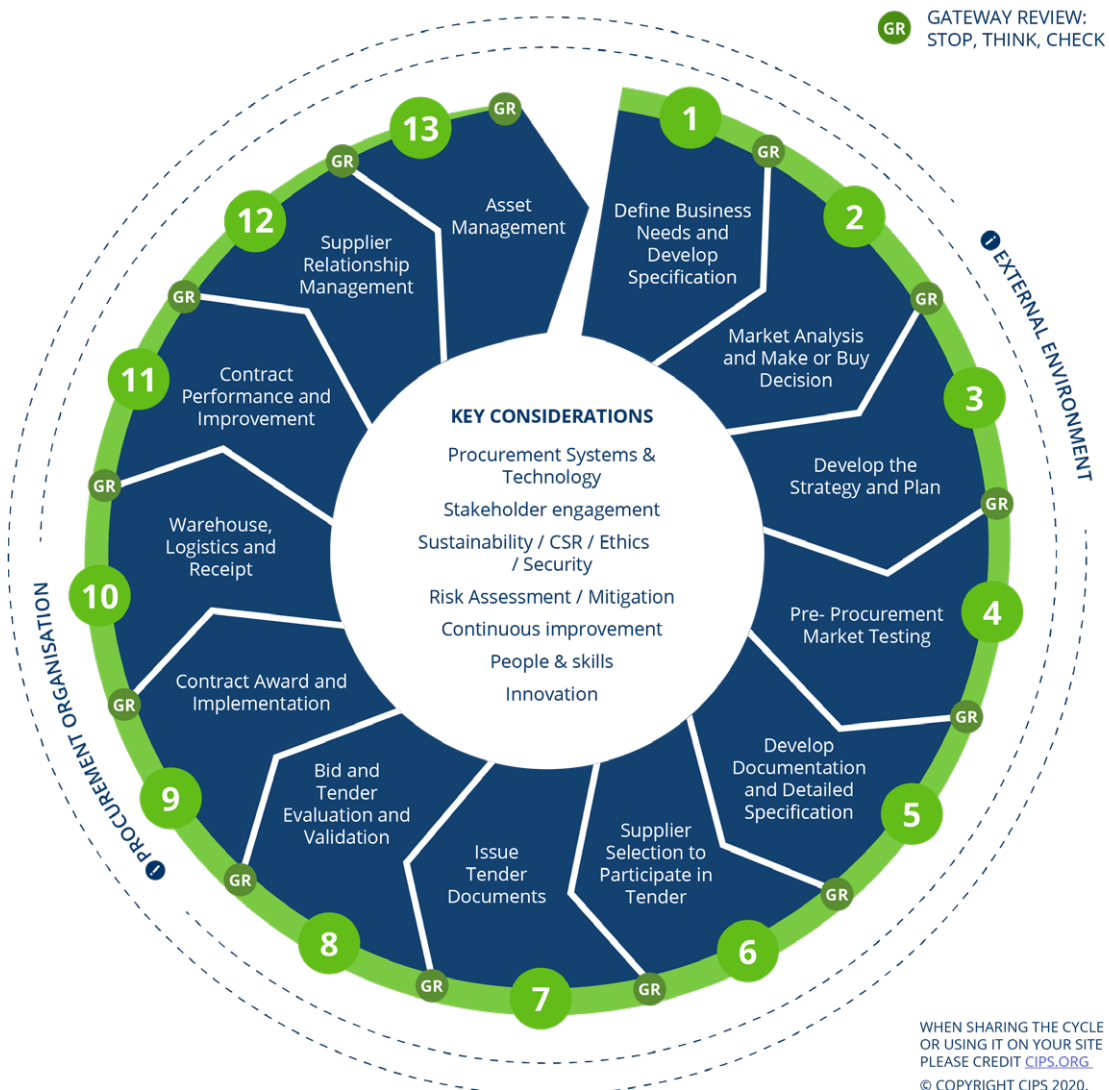 GR
GATEWAY REVIEW:
STOP, THINK, CHECK
1
Define Business
Needs and
Develop
Specification
GR
2
Market Analysis
and Make or Buy
Decision
GR
3
Develop the
Strategy and Plan
GR
4
Pre- Procurement
Market Testing
GR
5
Develop
Documentation
and Detailed
Specification
GR
6
Supplier
Selection to
Participate in
Tender
GR
7
Issue
Tender
Documents
GR
8
Bid and
Tender
Evaluation and
Validation
GR
9
Contract Award and
Implementation
GR
10
Warehouse,
Logistics and
Receipt
GR
11
Contract
Performance and
Improvement
GR
12
Supplier
Relationship
Management
GR
13
Asset
Management
GR
KEY CONSIDERATIONS
Procurement Systems &
Technology
Stakeholder engagement
Sustainability / CSR / Ethics
/ Security
Risk Assessment / Mitigation
Continuous improvement
People & skills
Innovation
i EXTERNAL ENVIRONMENT
i PROCUREMENT ORGANISATION
WHEN SHARING THE CYCLE
OR USING IT ON YOUR SITE
PLEASE CREDIT CIPS.ORG
© COPYRIGHT CIPS 2020.